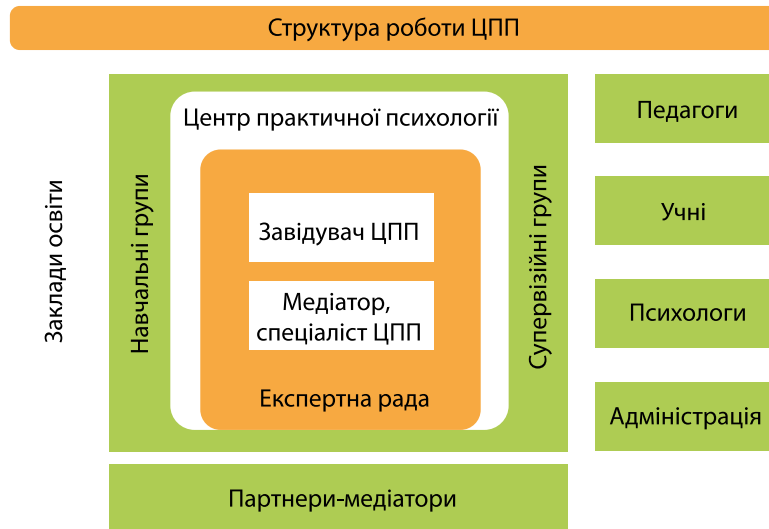 Структура роботи ЦПП
Заклади освіти
Навчальні групи
Центр практичної психології
Завідувач ЦПП
Медіатор,
спеціаліст ЦПП
Експертна рада
Супервізійні групи
Партнери-медіатори
Педагоги
Учні
Психологи
Адміністрація